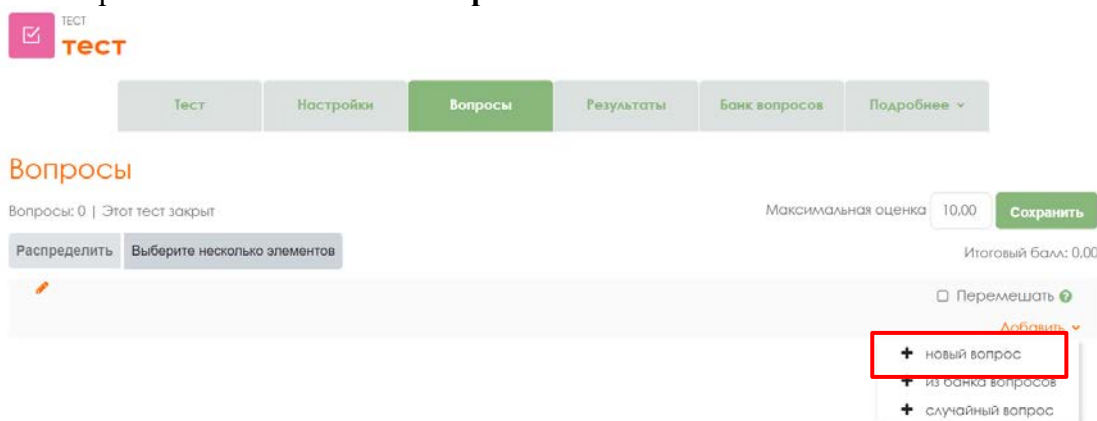 ТЕСТ
тест
Тест Настройки Вопросы Результаты Банк вопросов Подробнее
Вопросы
Вопросы: 0 | Этот тест закрыт Максимальная оценка 10,00 Сохранить
Распределить Выберите несколько элементов Итоговый балл: 0,00
Перемешать
Добавить
+ новый вопрос
+ из банка вопросов
+ случайный вопрос